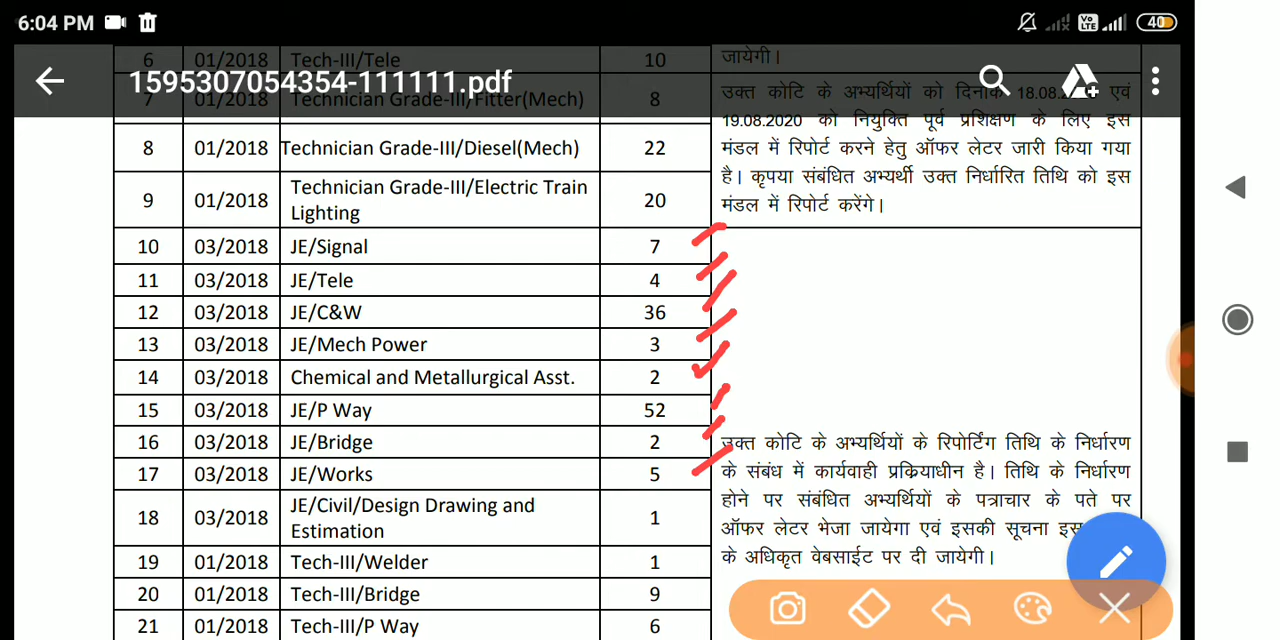 6:04 PM
Vo LTE
40
1595307054354-111111.pdf
6 01/2018 Tech-III/Tele 10
7 01/2018 Technician Grade-III/Fitter(Mech) 8
8 01/2018 Technician Grade-III/Diesel(Mech) 22
9 01/2018 Technician Grade-III/Electric Train
Lighting 20
जायेगी।
उक्त कोटि के अभ्यर्थियों को दिनांक 18.08. एवं
19.08.2020 को नियुक्ति पूर्व प्रशिक्षण के लिए इस
मंडल में रिपोर्ट करने हेतु ऑफर लेटर जारी किया गया
है। कृपया संबंधित अभ्यर्थी उक्त निर्धारित तिथि को इस
मंडल में रिपोर्ट करेंगे।
10 03/2018 JE/Signal 7
11 03/2018 JE/Tele 4
12 03/2018 JE/C&W 36
13 03/2018 JE/Mech Power 3
14 03/2018 Chemical and Metallurgical Asst. 2
15 03/2018 JE/P Way 52
16 03/2018 JE/Bridge 2
17 03/2018 JE/Works 5
18 03/2018 JE/Civil/Design Drawing and
Estimation 1
19 01/2018 Tech-III/Welder 1
20 01/2018 Tech-III/Bridge 9
21 01/2018 Tech-III/P Way 6
उक्त कोटि के अभ्यर्थियों के रिपोर्टिंग तिथि के निर्धारण
के संबंध में कार्यवाही प्रकियाधीन है। तिथि के निर्धारण
होने पर संबंधित अभ्यर्थियों के पत्राचार के पते पर
ऑफर लेटर भेजा जायेगा एवं इसकी सूचना इस
के अधिकृत वेबसाईट पर दी जायेगी।